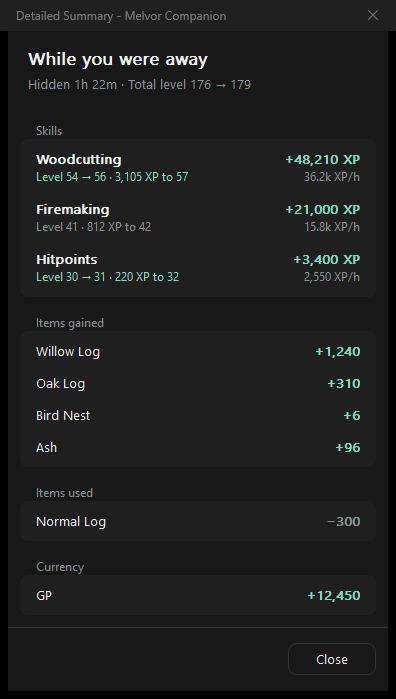 Detailed Summary - Melvor Companion
While you were away
Hidden 1h 22m · Total level 176 → 179
Skills
Woodcutting +48,210 XP
Level 54 → 56 · 3,105 XP to 57 36.2k XP/h
Firemaking +21,000 XP
Level 41 · 812 XP to 42 15.8k XP/h
Hitpoints +3,400 XP
Level 30 → 31 · 220 XP to 32 2,550 XP/h
Items gained
Willow Log +1,240
Oak Log +310
Bird Nest +6
Ash +96
Items used
Normal Log −300
Currency
GP +12,450
Close